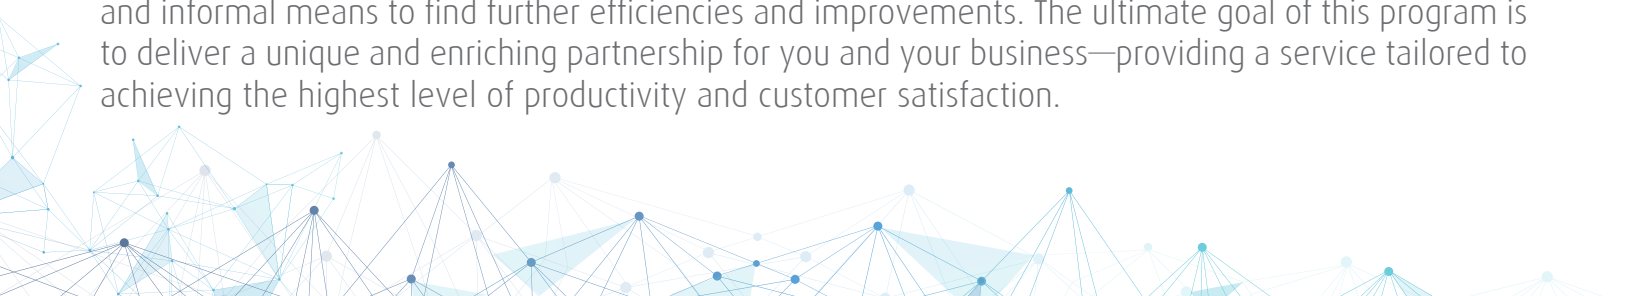 and informal means to find further efficiencies and improvements. The ultimate goal of this program is
to deliver a unique and enriching partnership for you and your business—providing a service tailored to
achieving the highest level of productivity and customer satisfaction.